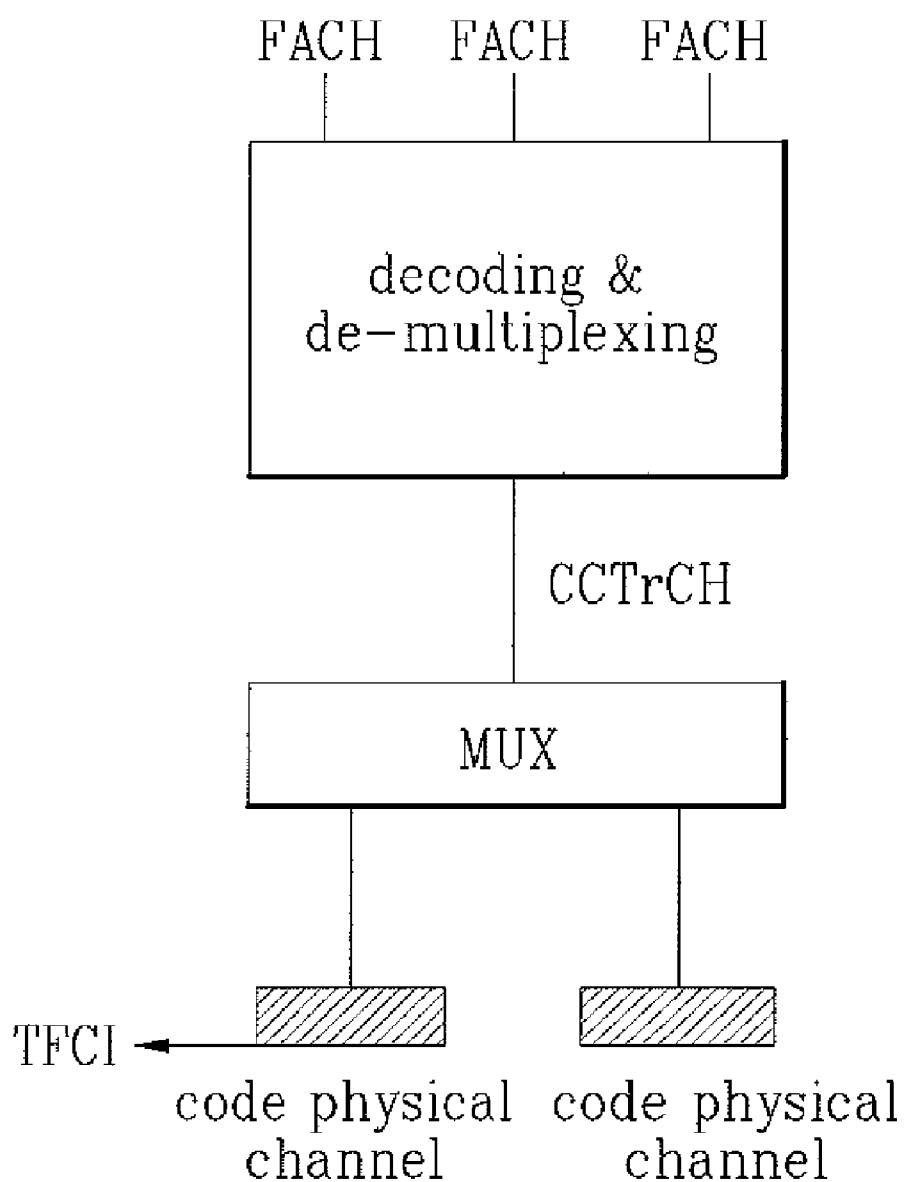 FACH FACH FACH
decoding &
de-multiplexing
CCTrCH
MUX
TFCI
code physical
channel
code physical
channel